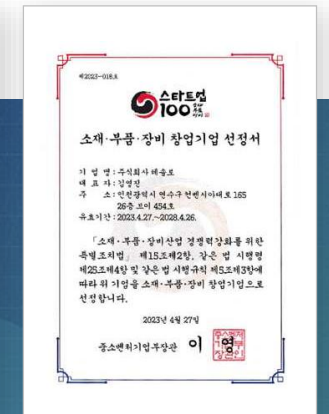 제2023-018호
스타트업
100
소재·부품·장비 창업기업 선정서
기 업 명 : 주식회사 테솔로
대 표 자 : 김영진
주 소 : 인천광역시 연수구 컨벤시아대로 165
26층 브이 454호
유효기간 : 2023.4.27.~2028.4.26.
「소재·부품·장비산업 경쟁력강화를 위한
특별조치법」 제15조제2항, 같은 법 시행령
제25조제4항 및 같은 법 시행규칙 제5조제3항에
따라 위 기업을 소재·부품·장비 창업기업으로
선정합니다.
2023년 4월 27일
중소벤처기업부장관 이 영